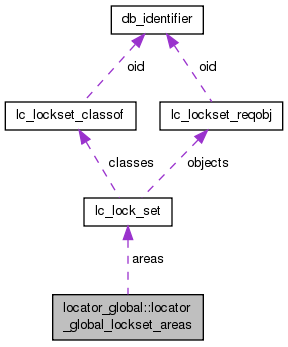 db_identifier
oid
oid
lc_lockset_classof
lc_lockset_reqobj
classes
objects
lc_lock_set
areas
locator_global::locator
_global_lockset_areas